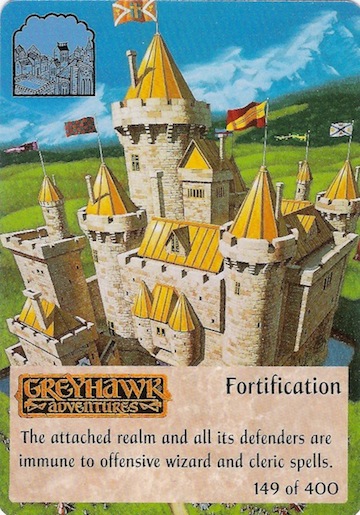 GREYHAWK
ADVENTURES
Fortification
The attached realm and all its defenders are
immune to offensive wizard and cleric spells.
149 of 400